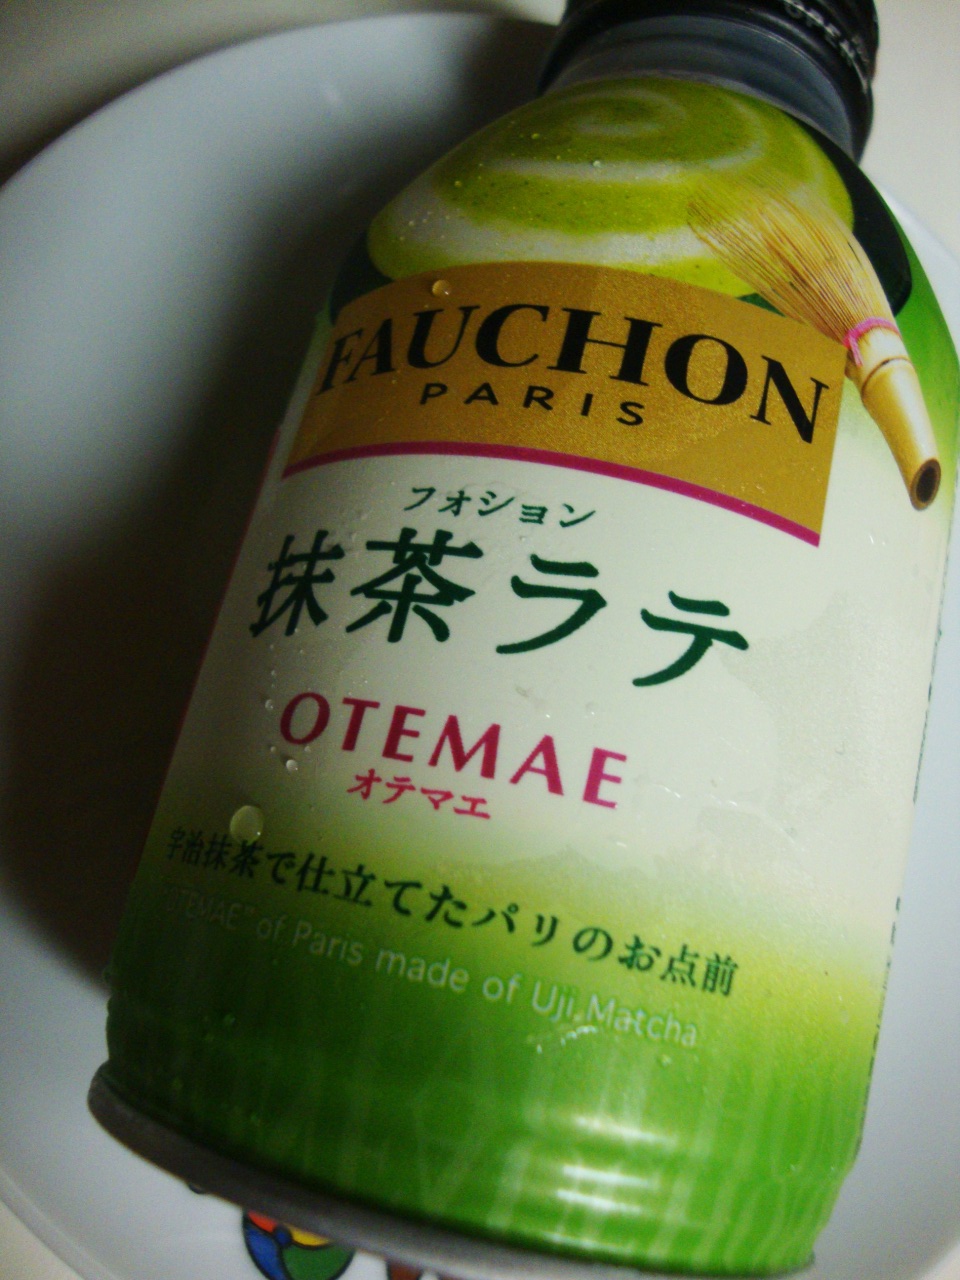 OPEN
FAUCHON
PARIS
フォション
抹茶ラテ
OTEMAE
オテマエ
宇治抹茶で仕立てたパリのお点前
"OTEMAE" of Paris made of Uji Matcha